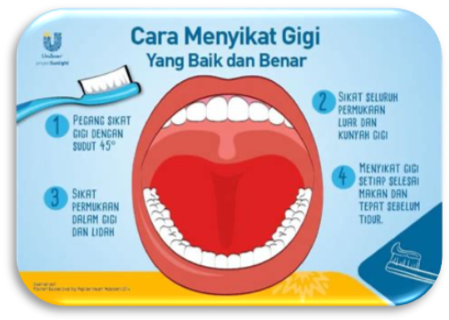 Cara Menyikat Gigi
Yang Baik dan Benar
Unilever
1
PEGANG SIKAT
GIGI DENGAN
SUDUT 45°
2
SIKAT SELURUH
PERMUKAAN
LUAR DAN
KUNYAH GIGI
3
SIKAT
PERMUKAAN
DALAM GIGI
DAN LIDAH
4
MENYIKAT GIGI
SETIAP SELESAI
MAKAN DAN
TEPAT SEBELUM
TIDUR.